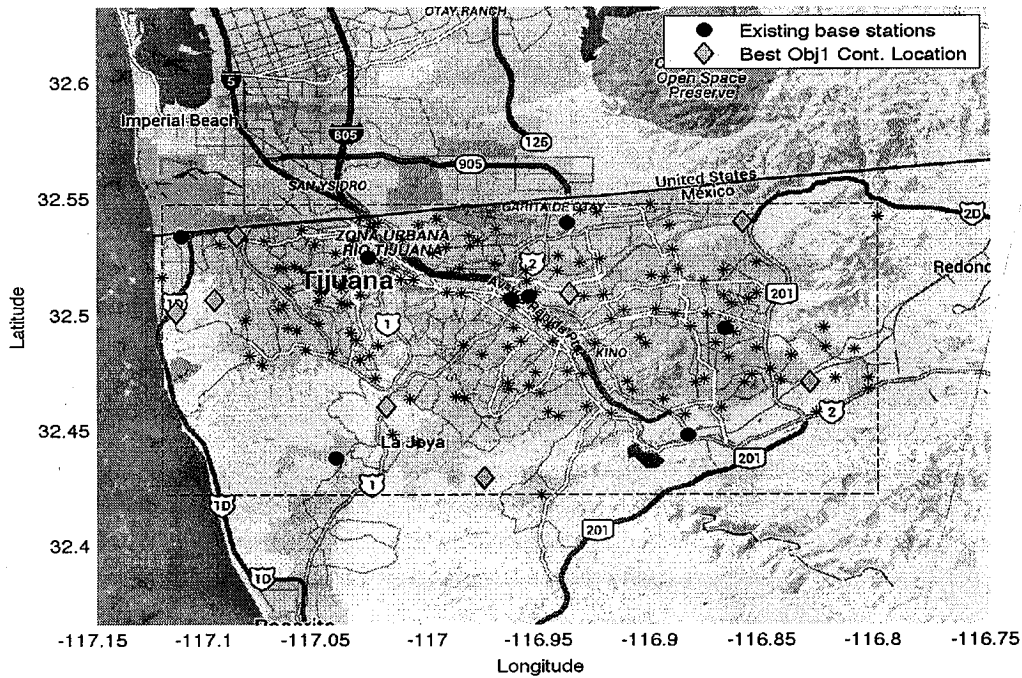 OTAY RANCH
Existing base stations
Best Obj1 Cont. Location
Open Space
Preserve
32.6
32.55
32.5
32.45
32.4
Latitude
5
Imperial Beach
805
125
905
SAN YSIDRO
United States
México
GARITA DE OTAY
2D
ZONA URBANA
RIO TIJUANA
2
Redond
Tijuana
201
1D
1
KINO
2
La Joya
201
1
1D
201
1D
-117.15
-117.1
-117.05
-117
-116.95
-116.9
-116.85
-116.8
-116.75
Longitude